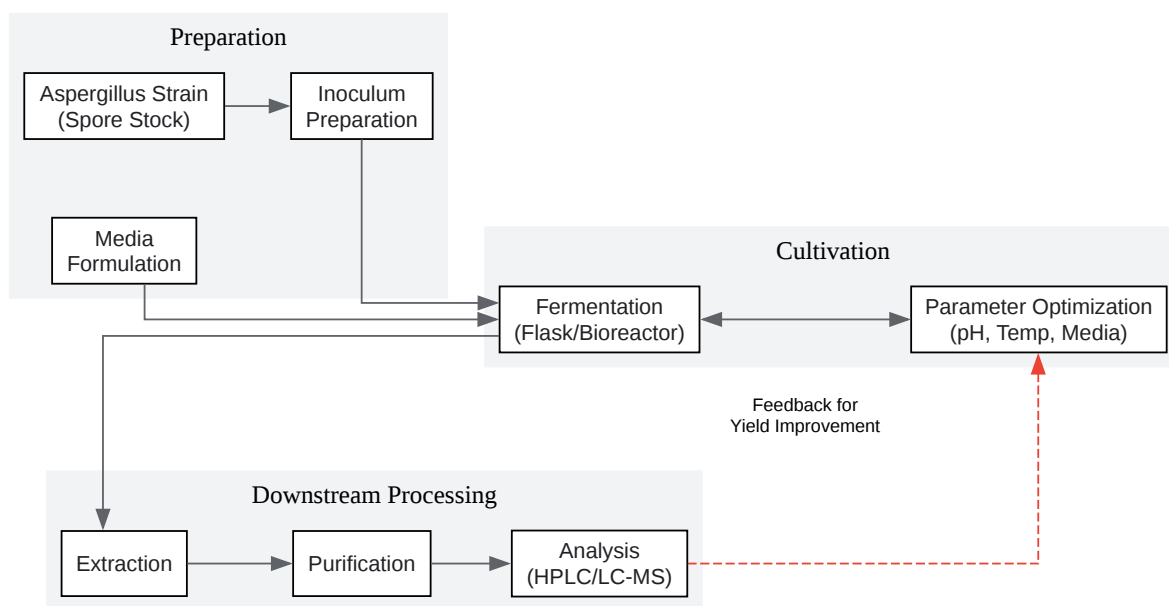 Preparation
Aspergillus Strain
(Spore Stock)
Inoculum
Preparation
Media
Formulation
Cultivation
Fermentation
(Flask/Bioreactor)
Parameter Optimization
(pH, Temp, Media)
Feedback for
Yield Improvement
Downstream Processing
Extraction
Purification
Analysis
(HPLC/LC-MS)